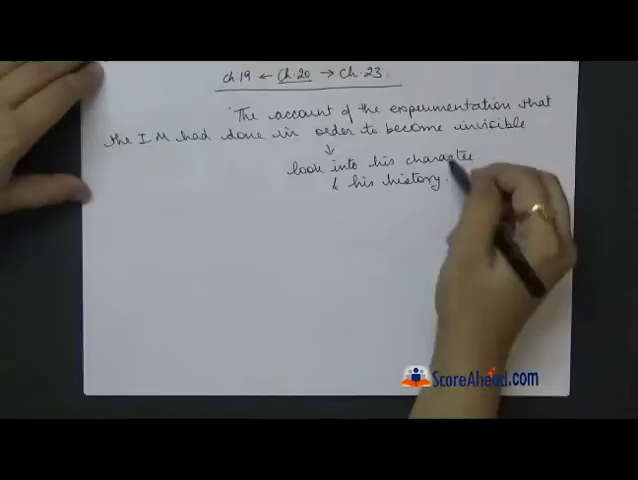 Ch.19 ← Ch.20 → Ch.23.
The account of the experimentation that
the I M had done in order to become invisible
↓
look into his character
& his history.
ScoreAhead.com